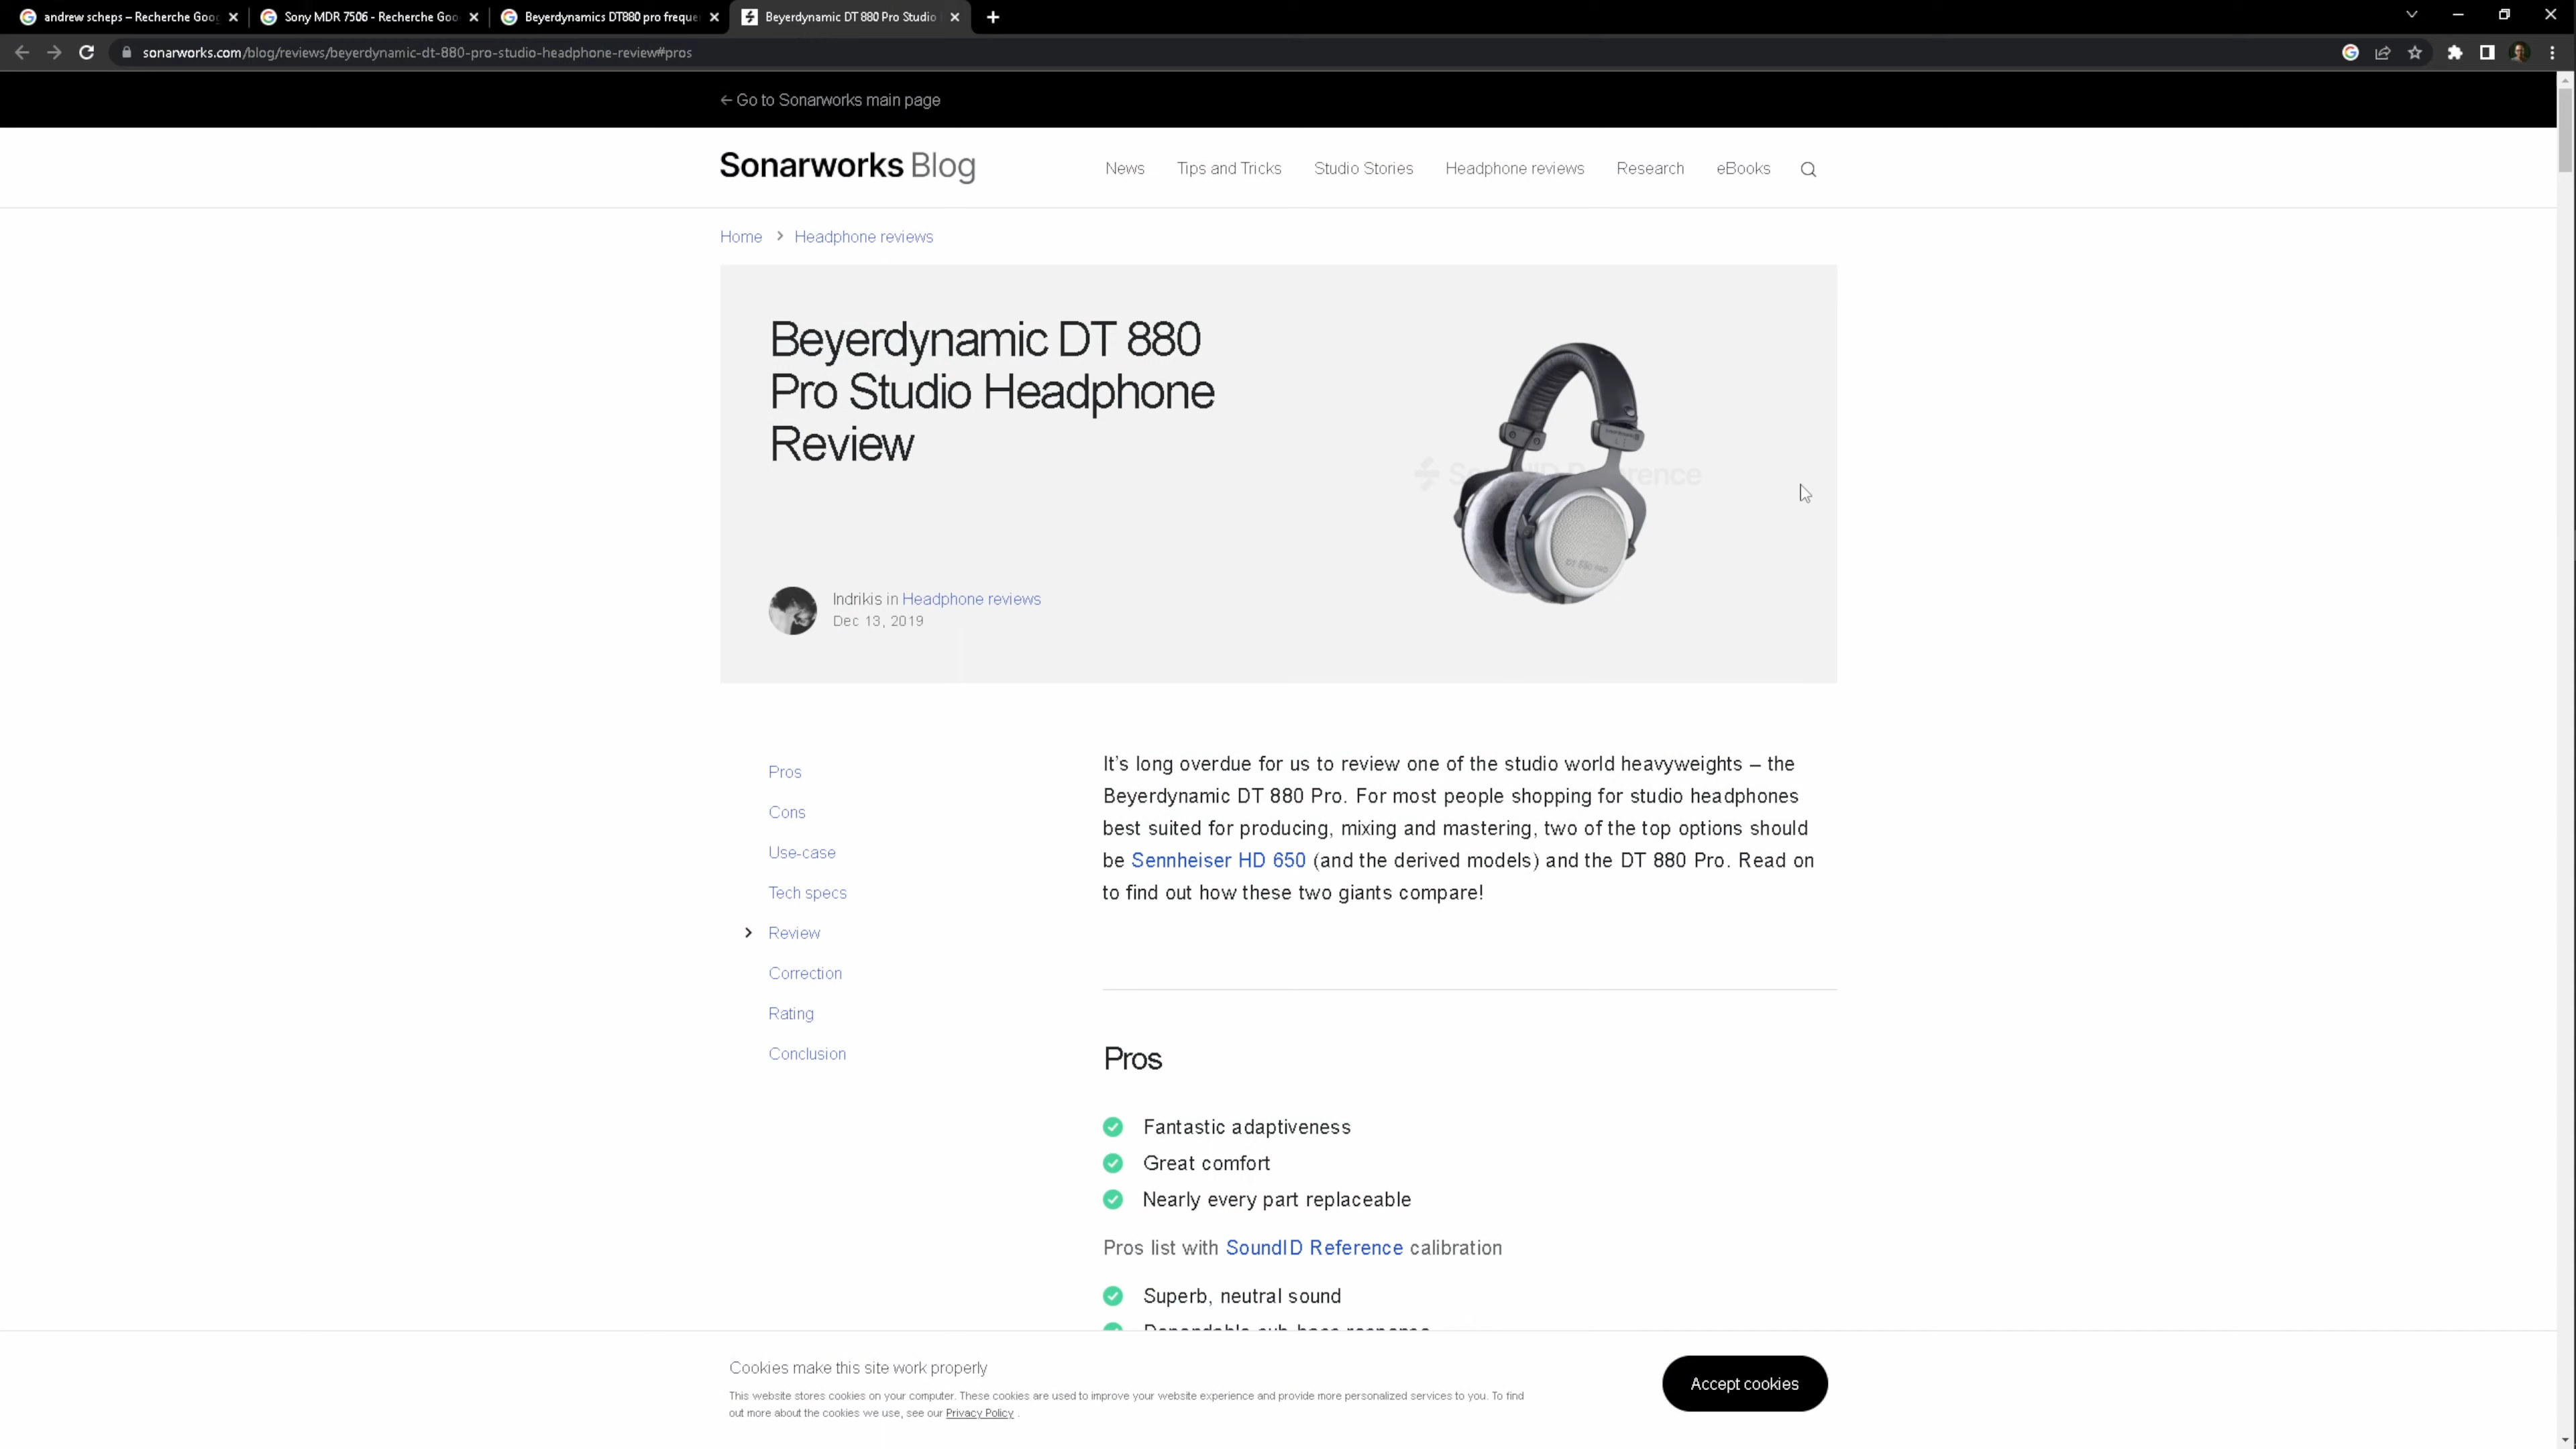 andrew scheps – Recherche Goog
Sony MDR 7506 - Recherche Goo
Beyerdynamics DT880 pro freque
Beyerdynamic DT 880 Pro Studio
sonarworks.com/blog/reviews/beyerdynamic-dt-880-pro-studio-headphone-review#pros
← Go to Sonarworks main page
Sonarworks Blog
News
Tips and Tricks
Studio Stories
Headphone reviews
Research
eBooks
Home > Headphone reviews
Beyerdynamic DT 880
Pro Studio Headphone
Review
DT 880 PRO
Indrikis in Headphone reviews
Dec 13, 2019
Pros
Cons
Use-case
Tech specs
Review
Correction
Rating
Conclusion
It's long overdue for us to review one of the studio world heavyweights – the
Beyerdynamic DT 880 Pro. For most people shopping for studio headphones
best suited for producing, mixing and mastering, two of the top options should
be Sennheiser HD 650 (and the derived models) and the DT 880 Pro. Read on
to find out how these two giants compare!
Pros
Fantastic adaptiveness
Great comfort
Nearly every part replaceable
Pros list with SoundID Reference calibration
Superb, neutral sound
Dependable sub-bass response
Cookies make this site work properly
This website stores cookies on your computer. These cookies are used to improve your website experience and provide more personalized services to you. To find
out more about the cookies we use, see our Privacy Policy .
Accept cookies